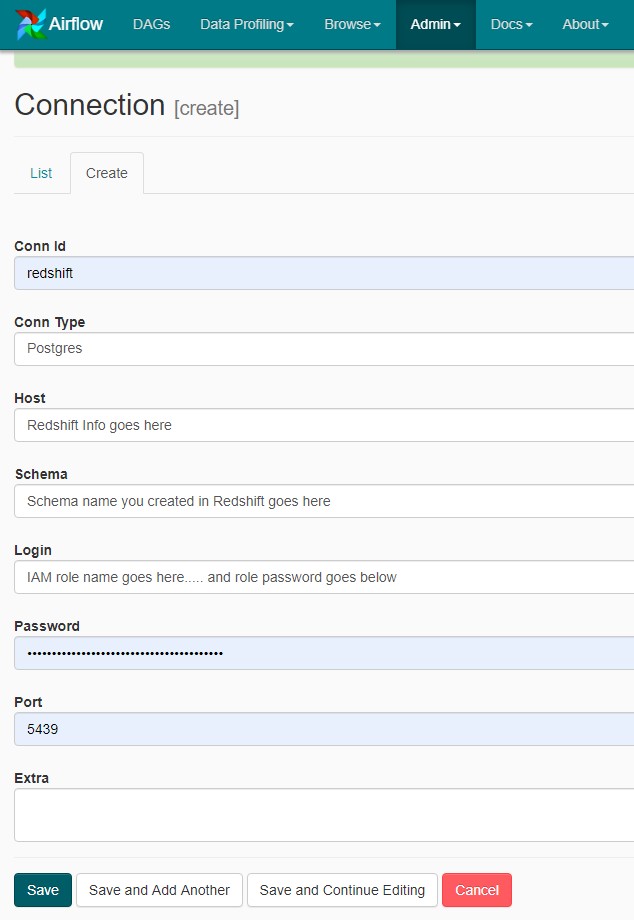 Airflow DAGs Data Profiling Browse Admin Docs About
Connection [create]
List Create
Conn Id
redshift
Conn Type
Postgres
Host
Redshift Info goes here
Schema
Schema name you created in Redshift goes here
Login
IAM role name goes here..... and role password goes below
Password
••••••••••••••••••••••••••••••••••••••••
Port
5439
Extra
Save Save and Add Another Save and Continue Editing Cancel